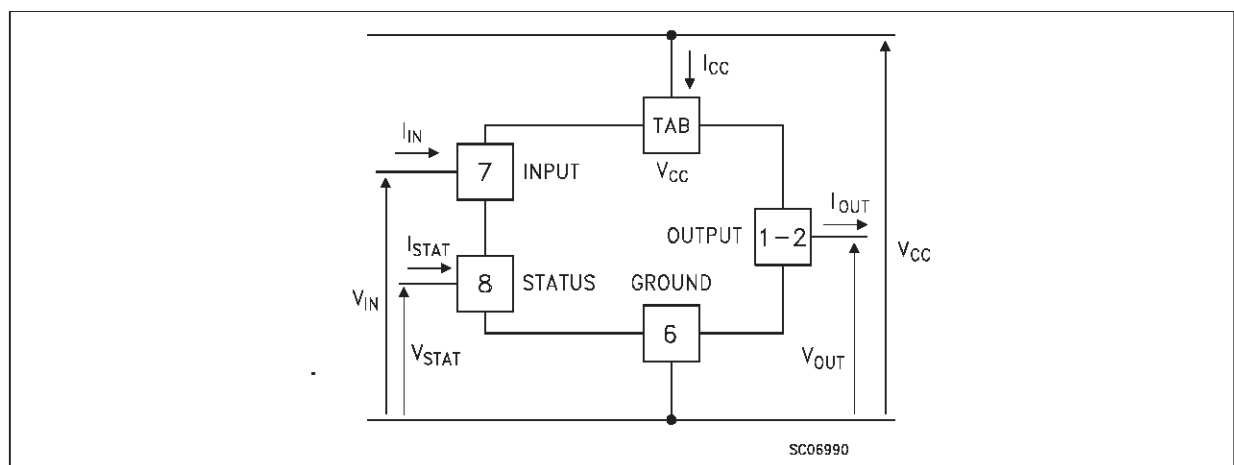 I_CC
TAB
V_CC
I_IN
7 INPUT
I_OUT
OUTPUT 1-2
V_CC
I_STAT
8 STATUS
GROUND
V_IN
6
V_STAT
V_OUT
SC06990